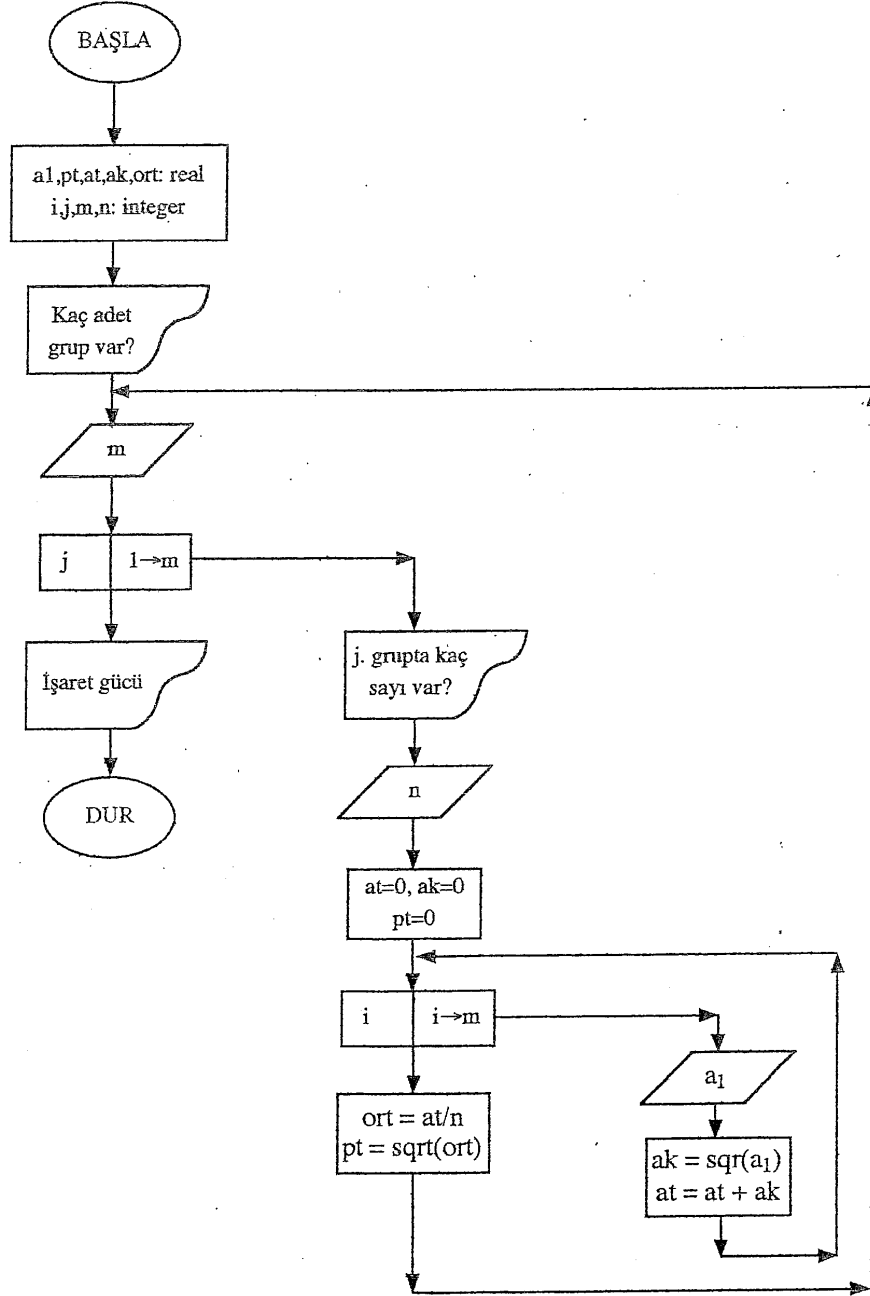 BAŞLA
a1,pt,at,ak,ort: real
i,j,m,n: integer
Kaç adet
grup var?
m
j 1→m
İşaret gücü
DUR
j. grupta kaç
sayı var?
n
at=0, ak=0
pt=0
i i→m
ort = at/n
pt = sqrt(ort)
a₁
ak = sqr(a₁)
at = at + ak